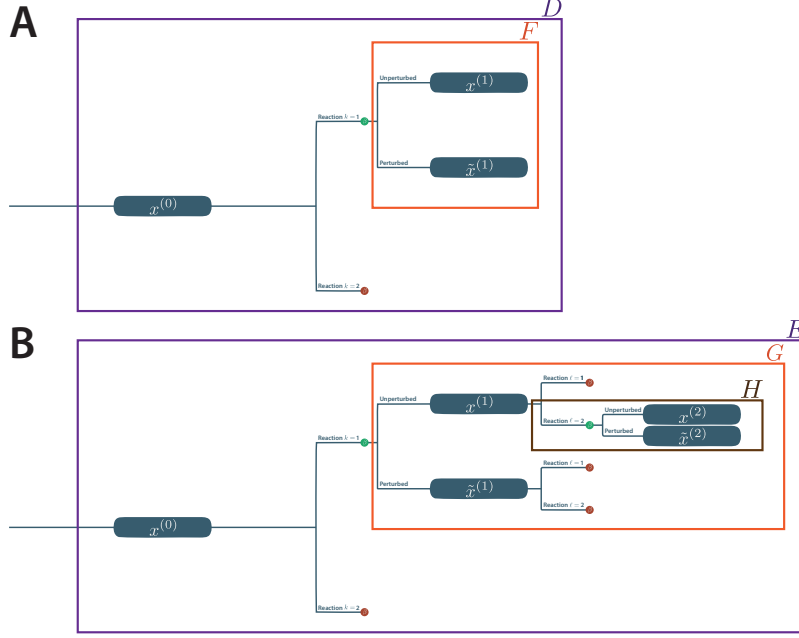 A
D
F
Unperturbed
x^(1)
Reaction k = 1
Perturbed
x̃^(1)
x^(0)
Reaction k = 2
B
E
G
Reaction ℓ = 1
H
Unperturbed
x^(1)
Unperturbed
x^(2)
Reaction ℓ = 2
Perturbed
x̃^(2)
Reaction k = 1
Reaction ℓ = 1
Perturbed
x̃^(1)
Reaction ℓ = 2
x^(0)
Reaction k = 2